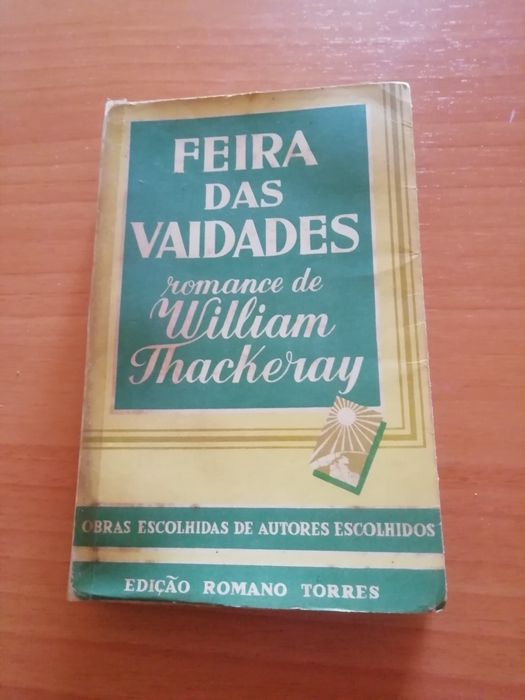 FEIRA
DAS
VAIDADES
romance de
William
Thackeray
OBRAS ESCOLHIDAS DE AUTORES ESCOLHIDOS
EDIÇÃO ROMANO TORRES